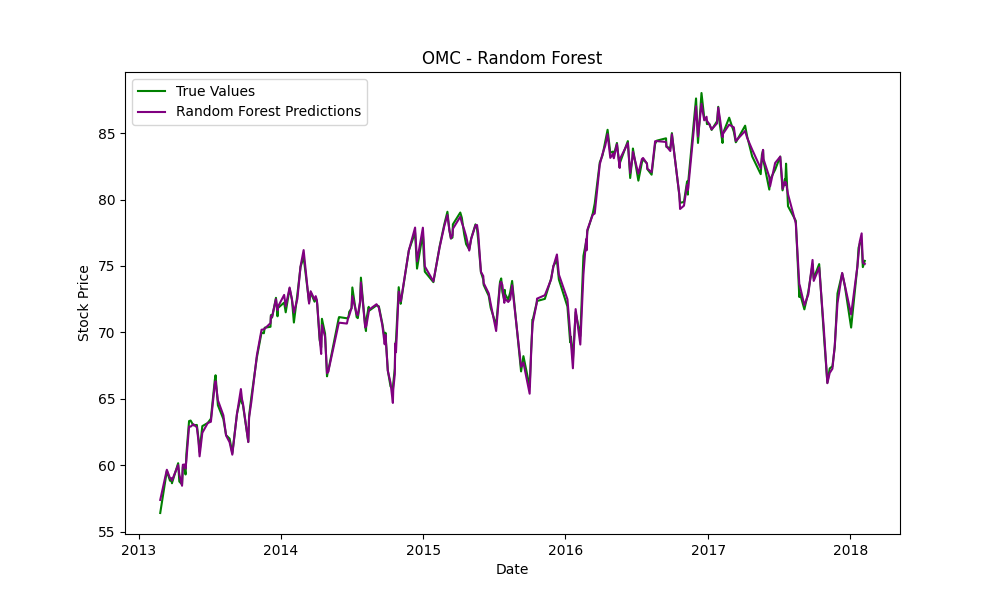 OMC - Random Forest
True Values
Random Forest Predictions
Stock Price
85
80
75
70
65
60
55
2013
2014
2015
2016
2017
2018
Date